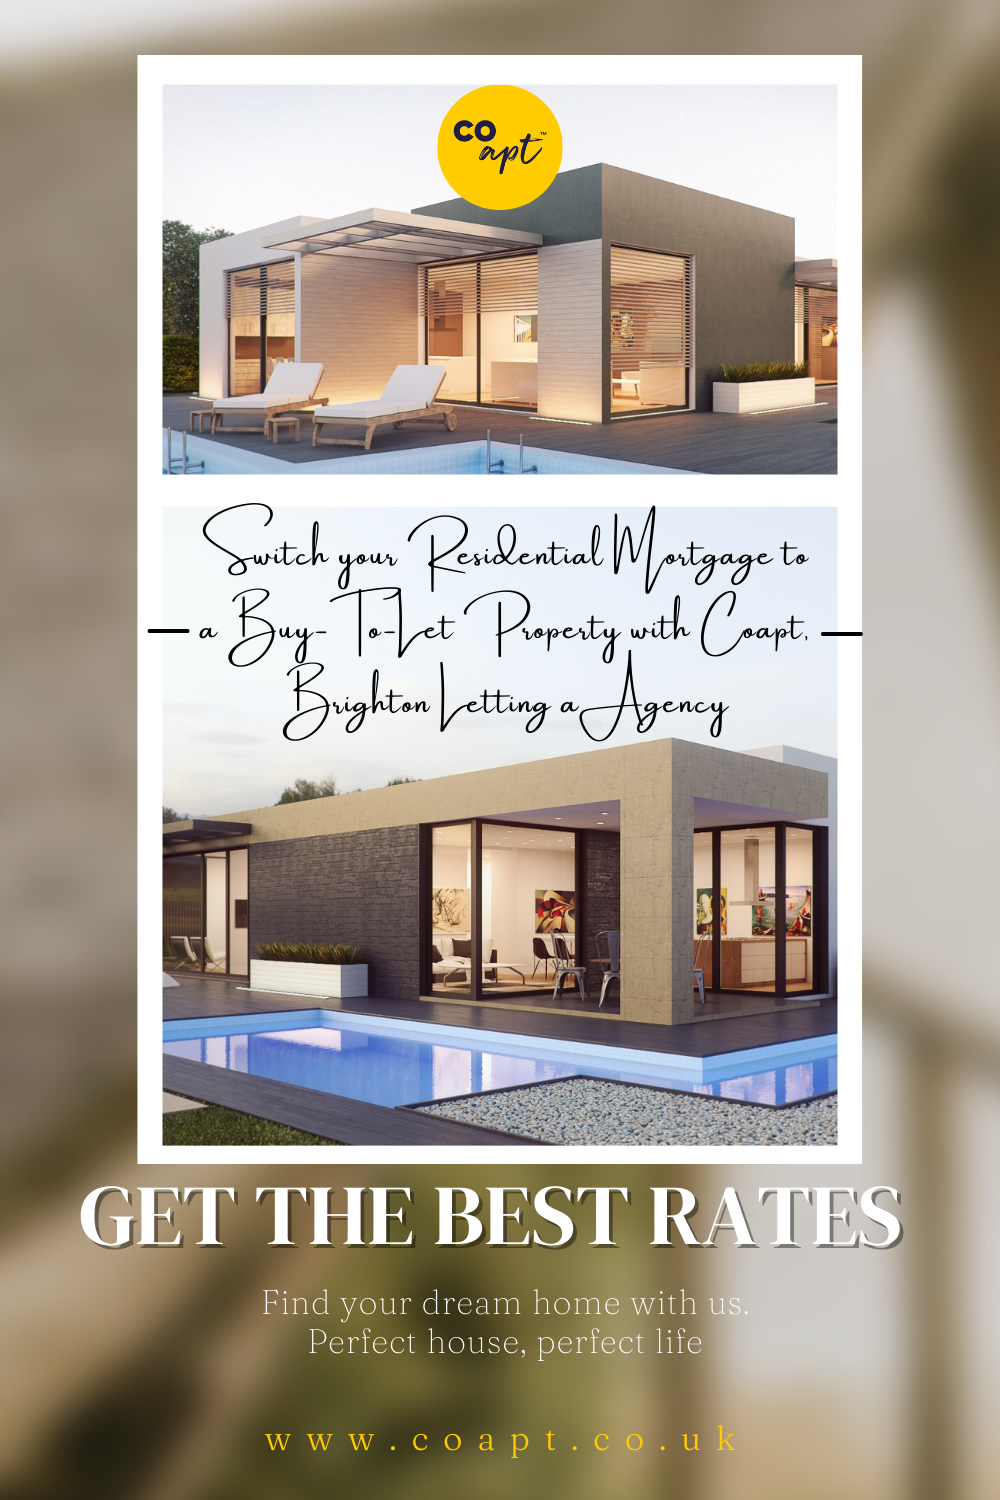 co
apt™
Switch your Residential Mortgage to
a Buy- To-Let Property with Coapt,
Brighton Letting a Agency
GET THE BEST RATES
Find your dream home with us.
Perfect house, perfect life
www.coapt.co.uk